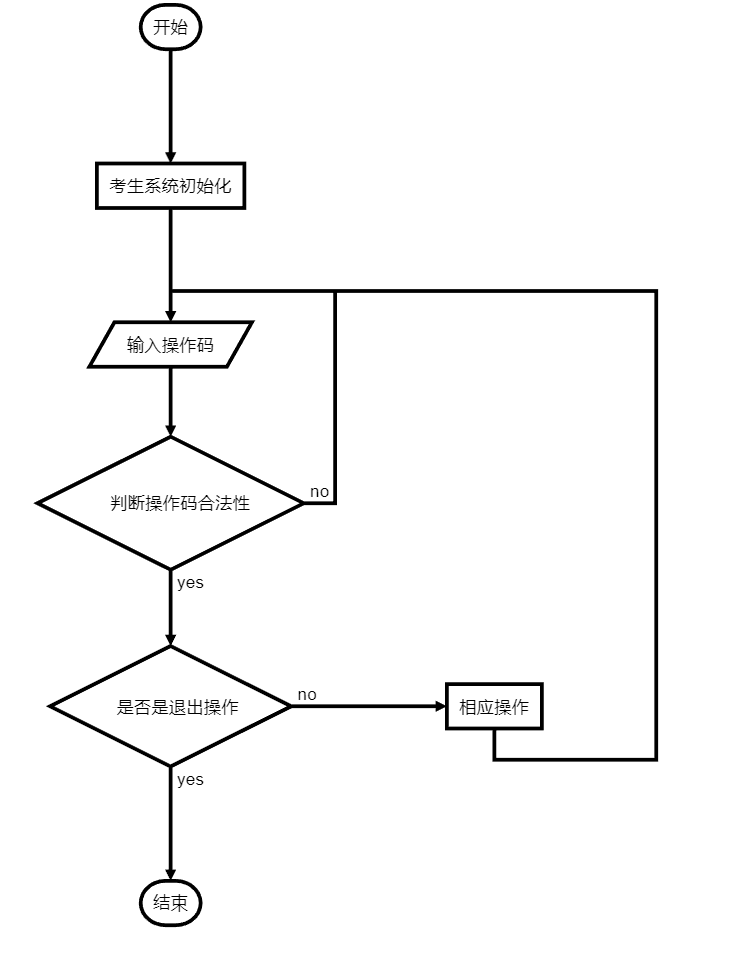 开始
考生系统初始化
输入操作码
判断操作码合法性
no
yes
是否是退出操作
no
相应操作
yes
结束